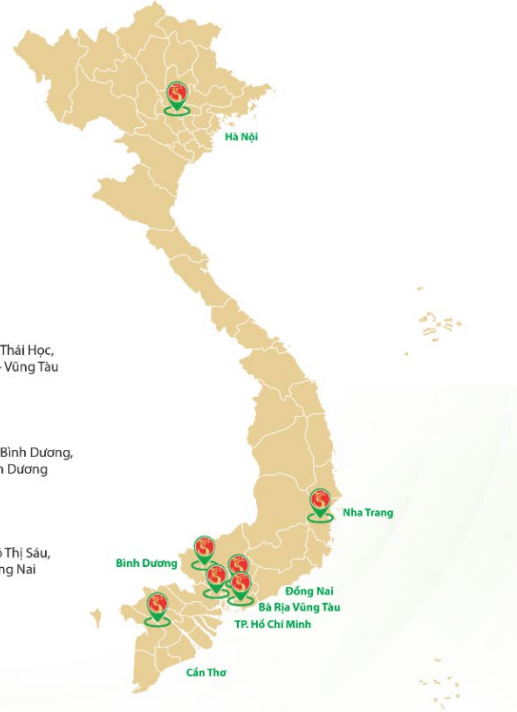 Hà Nội
Thái Học,
- Vũng Tàu
Bình Dương,
Dương
Nha Trang
Thị Sáu,
Bình Dương
ng Nai
Đồng Nai
Bà Rịa Vũng Tàu
TP. Hồ Chí Minh
Cần Thơ